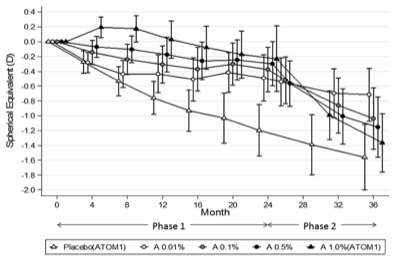 0.4
0.2
0.0
-0.2
-0.4
-0.6
-0.8
-1.0
-1.2
-1.4
-1.6
-1.8
-2.0
Spherical Equivalent (D)
0 4 8 12 16 20 24 28 32 36
Month
Phase 1 Phase 2
Placebo(ATOM1) A 0.01% A 0.1% A 0.5% A 1.0%(ATOM1)